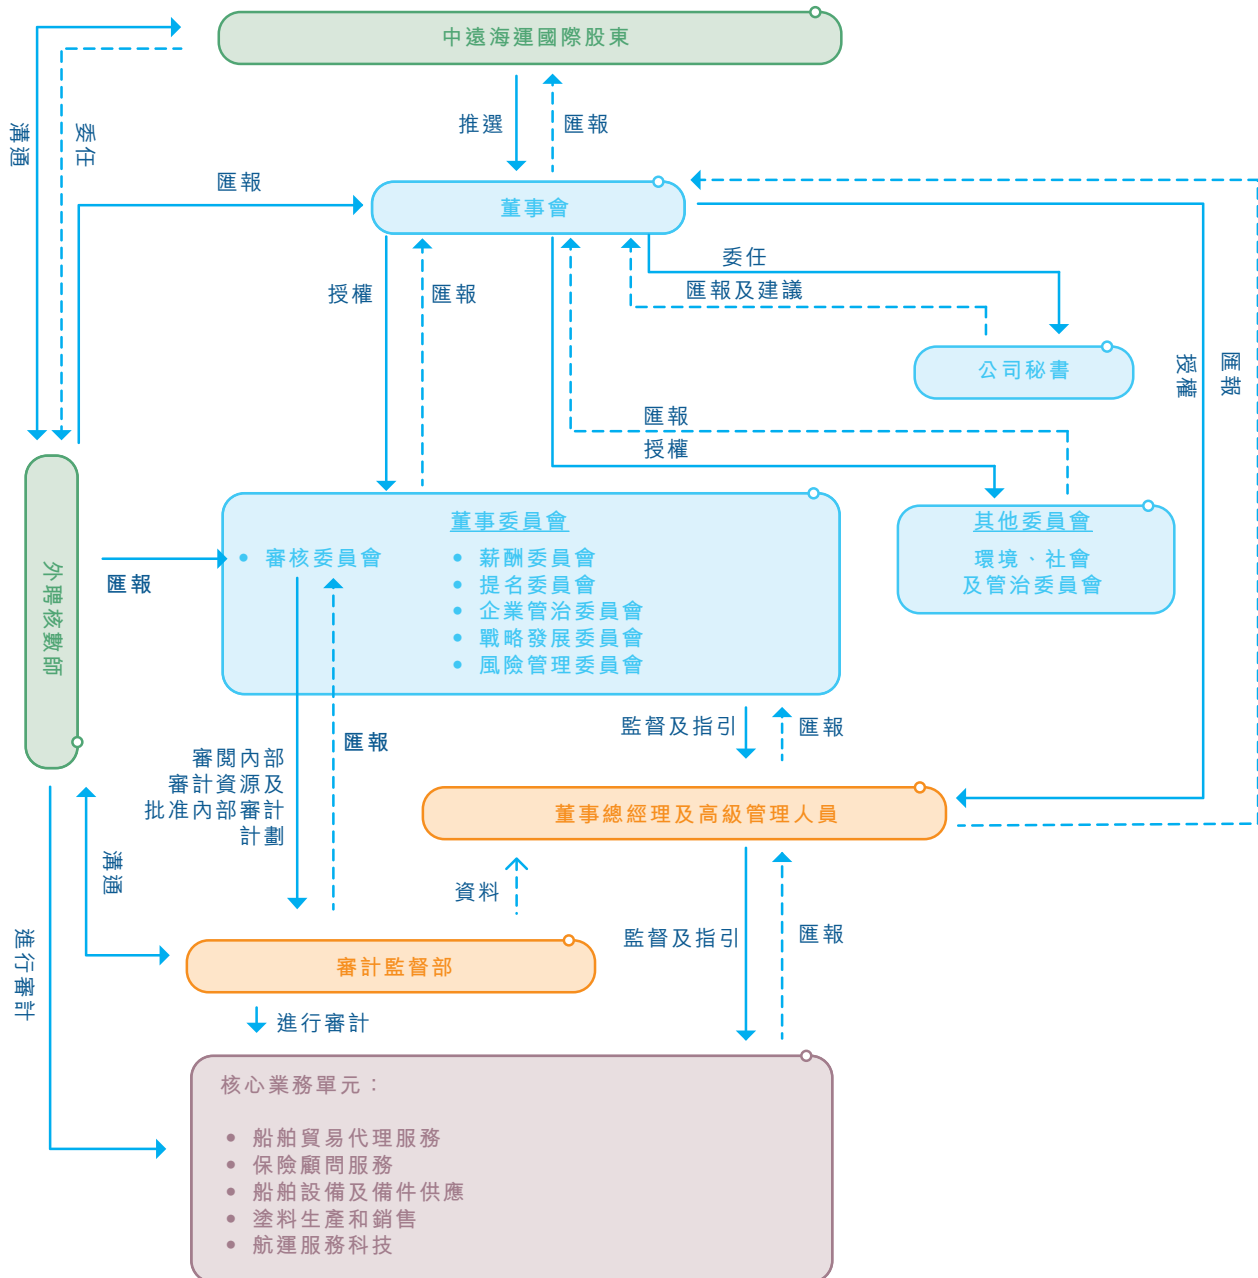 中遠海運國際股東
溝通
委任
推選
匯報
匯報
董事會
授權
匯報
委任
匯報及建議
公司秘書
授權
匯報
匯報
授權
外聘核數師
匯報
董事委員會
• 審核委員會
• 薪酬委員會
• 提名委員會
• 企業管治委員會
• 戰略發展委員會
• 風險管理委員會
其他委員會
環境、社會
及管治委員會
審閱內部
審計資源及
批准內部審計
計劃
匯報
監督及指引
匯報
董事總經理及高級管理人員
溝通
資料
監督及指引
匯報
審計監督部
進行審計
進行審計
核心業務單元：
• 船舶貿易代理服務
• 保險顧問服務
• 船舶設備及備件供應
• 塗料生產和銷售
• 航運服務科技